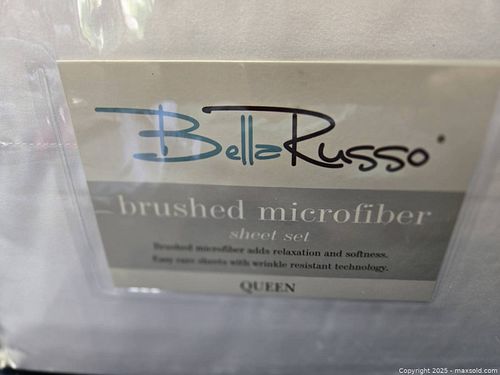 BellaRusso®
brushed microfiber
sheet set
Brushed microfiber adds relaxation and softness.
Easy care sheets with wrinkle resistant technology.
QUEEN
Copyright 2025 - maxsold.com